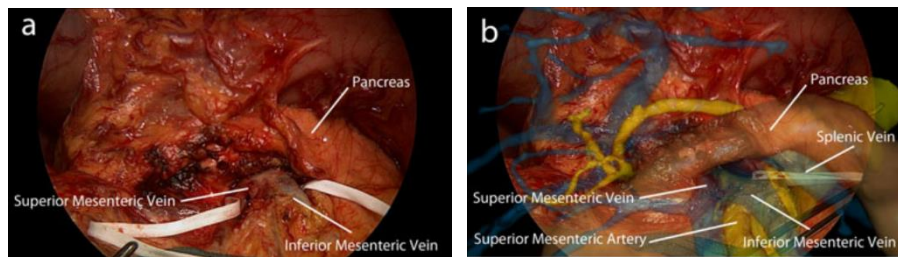 a
Pancreas
Superior Mesenteric Vein
Inferior Mesenteric Vein
b
Pancreas
Splenic Vein
Superior Mesenteric Vein
Superior Mesenteric Artery
Inferior Mesenteric Vein